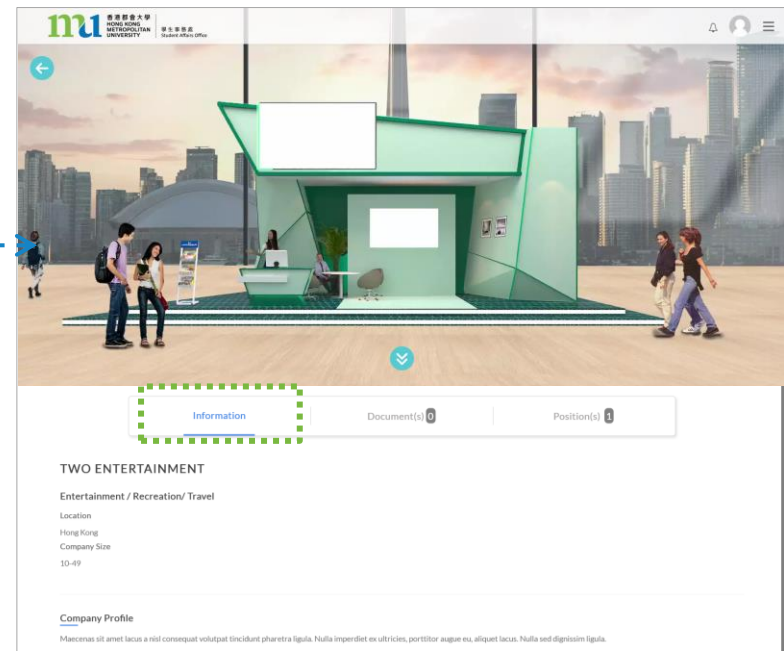 香港都會大學
HONG KONG
METROPOLITAN
UNIVERSITY
學生事務處
Student Affairs Office
Information
Document(s) 0
Position(s) 1
TWO ENTERTAINMENT
Entertainment / Recreation/ Travel
Location
Hong Kong
Company Size
10-49
Company Profile
Maecenas sit amet lacus a nisl consequat volutpat tincidunt pharetra ligula. Nulla imperdiet ex ultricies, porttitor augue eu, aliquet lacus. Nulla sed dignissim ligula.